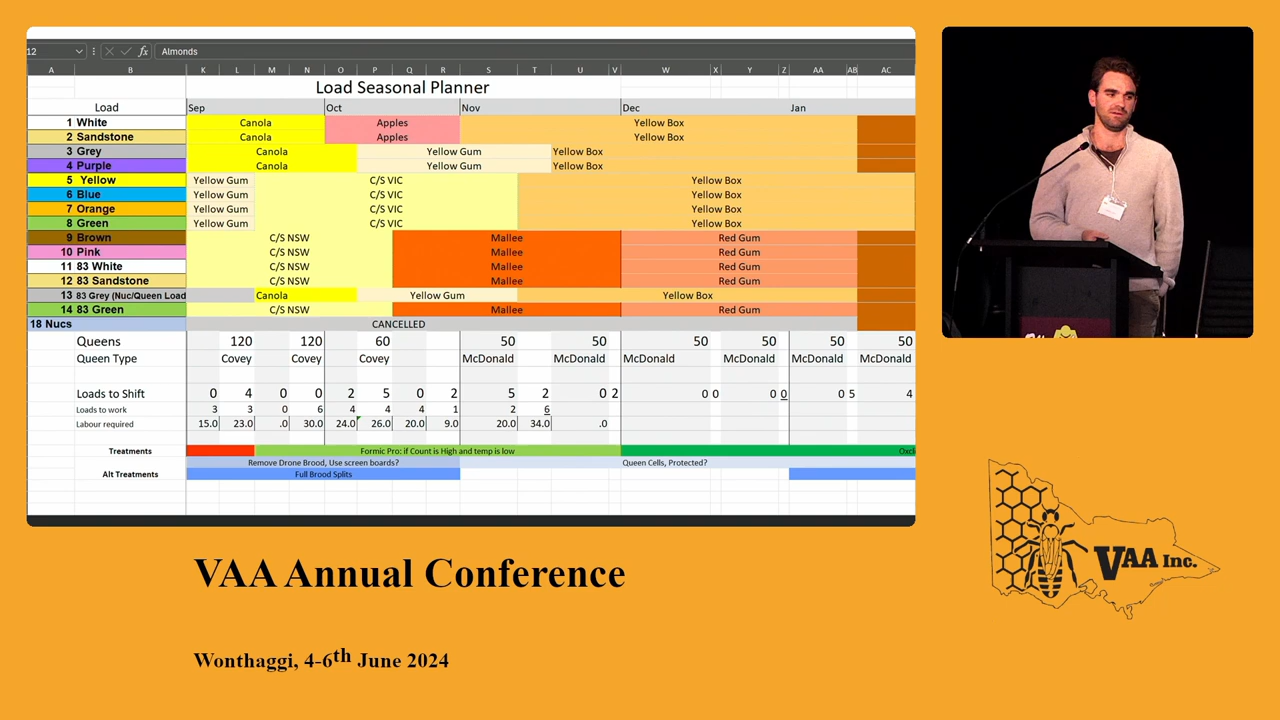 12 fx Almonds
A B K L M N O P Q R S T U V W X Y Z AA AB AC
Load Seasonal Planner
Load Sep Oct Nov Dec Jan
1 White Canola Apples Yellow Box
2 Sandstone Canola Apples Yellow Box
3 Grey Canola Yellow Gum Yellow Box
4 Purple Canola Yellow Gum Yellow Box
5 Yellow Yellow Gum C/S VIC Yellow Box
6 Blue Yellow Gum C/S VIC Yellow Box
7 Orange Yellow Gum C/S VIC Yellow Box
8 Green Yellow Gum C/S VIC Yellow Box
9 Brown C/S NSW Mallee Red Gum
10 Pink C/S NSW Mallee Red Gum
11 83 White C/S NSW Mallee Red Gum
12 83 Sandstone C/S NSW Mallee Red Gum
13 83 Grey (Nuc/Queen Load Canola Yellow Gum Yellow Box
14 83 Green C/S NSW Mallee Red Gum
18 Nucs CANCELLED
Queens 120 120 60 50 50 50 50 50 50
Queen Type Covey Covey Covey McDonald McDonald McDonald McDonald McDonald McDonald
Loads to Shift 0 4 0 0 2 5 0 2 5 2 0 2 0 0 0 0 0 5 4
Loads to work 3 3 0 6 4 4 4 1 2 6
Labour required 15.0 23.0 .0 30.0 24.0 26.0 20.0 9.0 20.0 34.0 .0
Treatments Formic Pro: if Count is High and temp is low Oxcli
Remove Drone Brood, Use screen boards? Queen Cells, Protected?
Alt Treatments Full Brood Splits
VAA Inc.
VAA Annual Conference
Wonthaggi, 4-6th June 2024